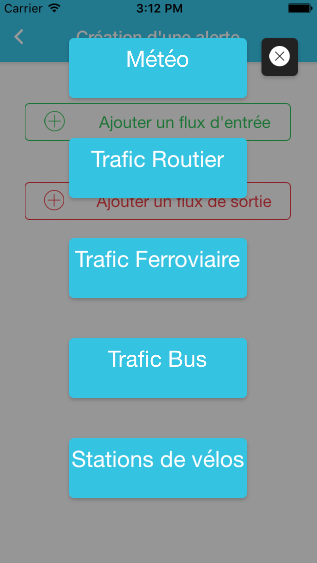 Carrier 3:12 PM
Création d'une alerte
Météo
Ajouter un flux d'entrée
Trafic Routier
Ajouter un flux de sortie
Trafic Ferroviaire
Trafic Bus
Stations de vélos